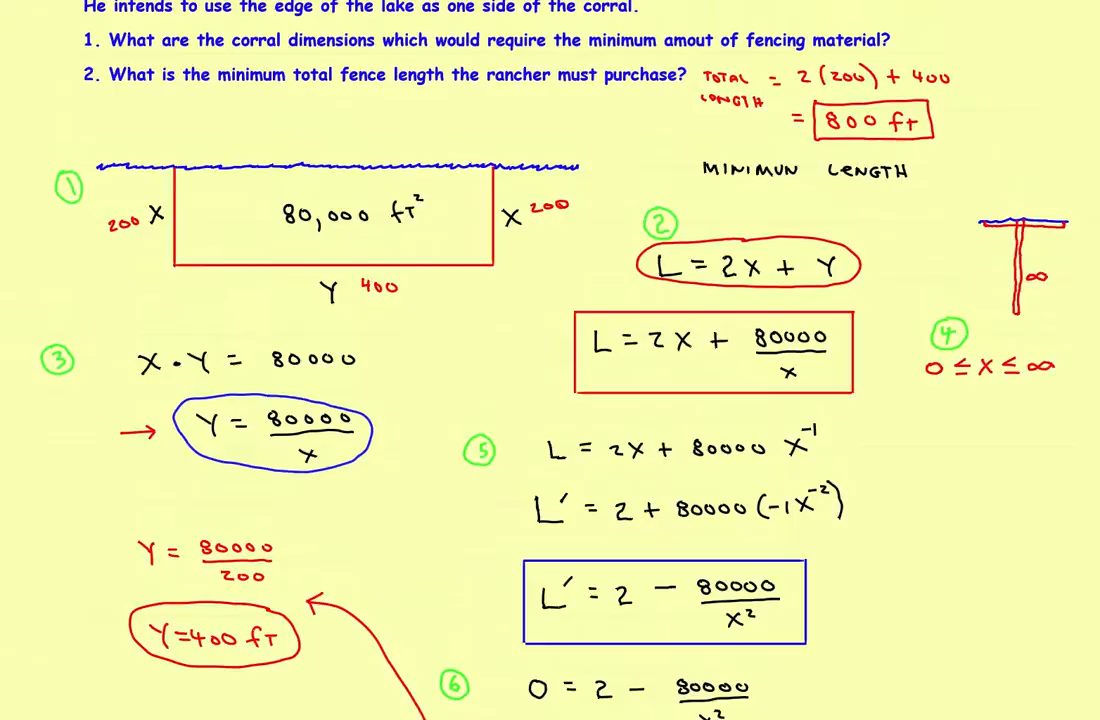 He intends to use the edge of the lake as one side of the corral.
1. What are the corral dimensions which would require the minimum amout of fencing material?
2. What is the minimum total fence length the rancher must purchase?
TOTAL LENGTH = 2(200) + 400
= 800 ft
MINIMUN LENGTH
1
200 X
80,000 ft²
X 200
Y 400
2
L = 2X + Y
L = 2X + 80000/x
∞
4
0 ≤ X ≤ ∞
3
X · Y = 80000
→ Y = 80000/x
5
L = 2X + 80000 X⁻¹
L' = 2 + 80000 (-1X⁻²)
L' = 2 - 80000/X²
Y = 80000/200
Y=400 ft
6
0 = 2 - 80000/x²